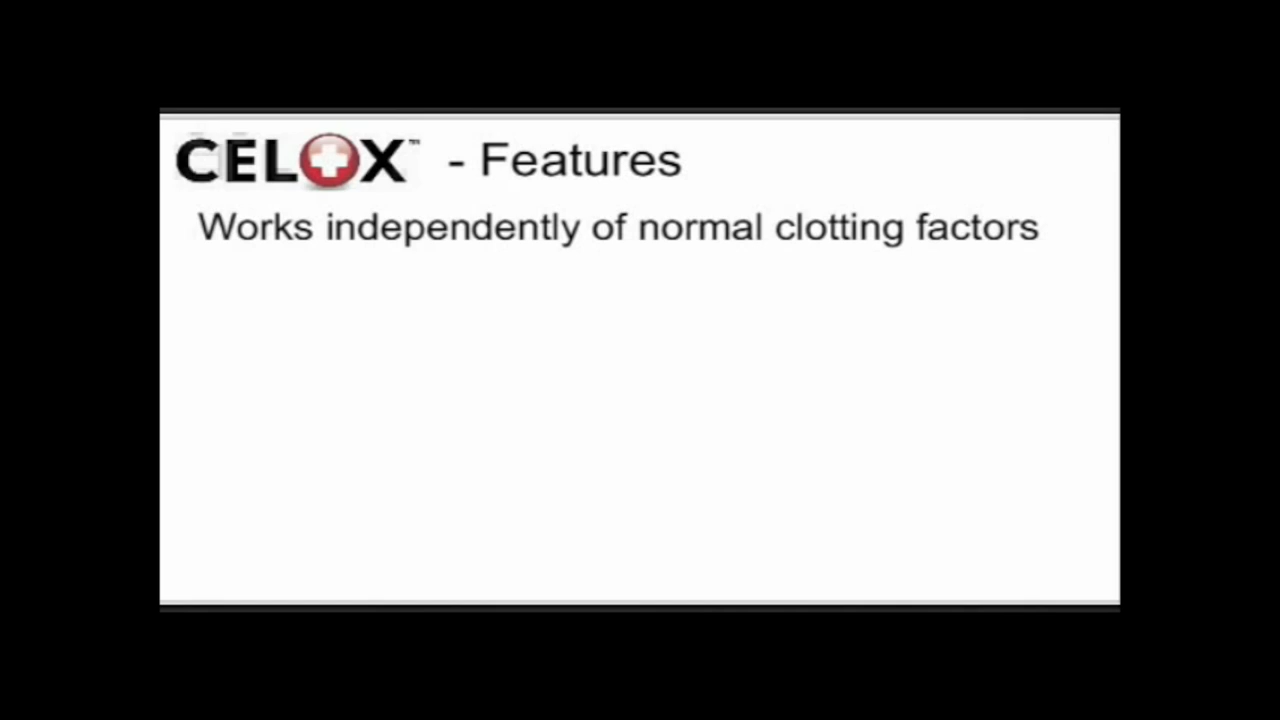 CELOX™ - Features
Works independently of normal clotting factors